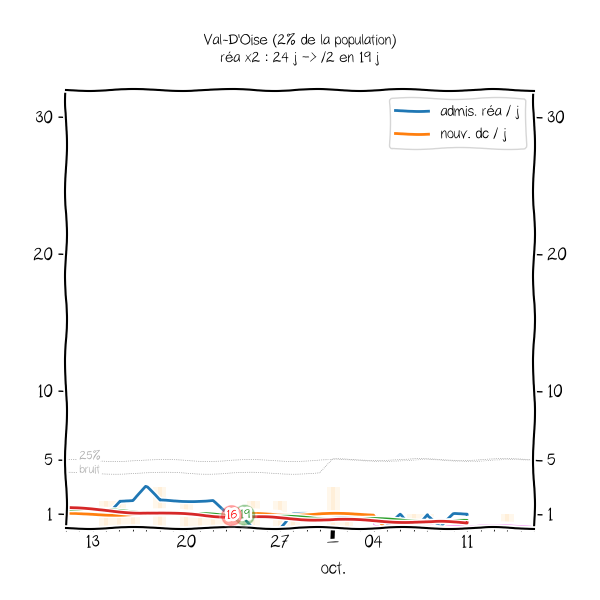 Val-D'Oise (2% de la population)
réa x2 : 24 j -> /2 en 19 j
admis. réa / j
nouv. dc / j
30 30
20 20
10 10
25%
5 5
bruit
16 19
1 1
13 20 27 1 04 11
oct.